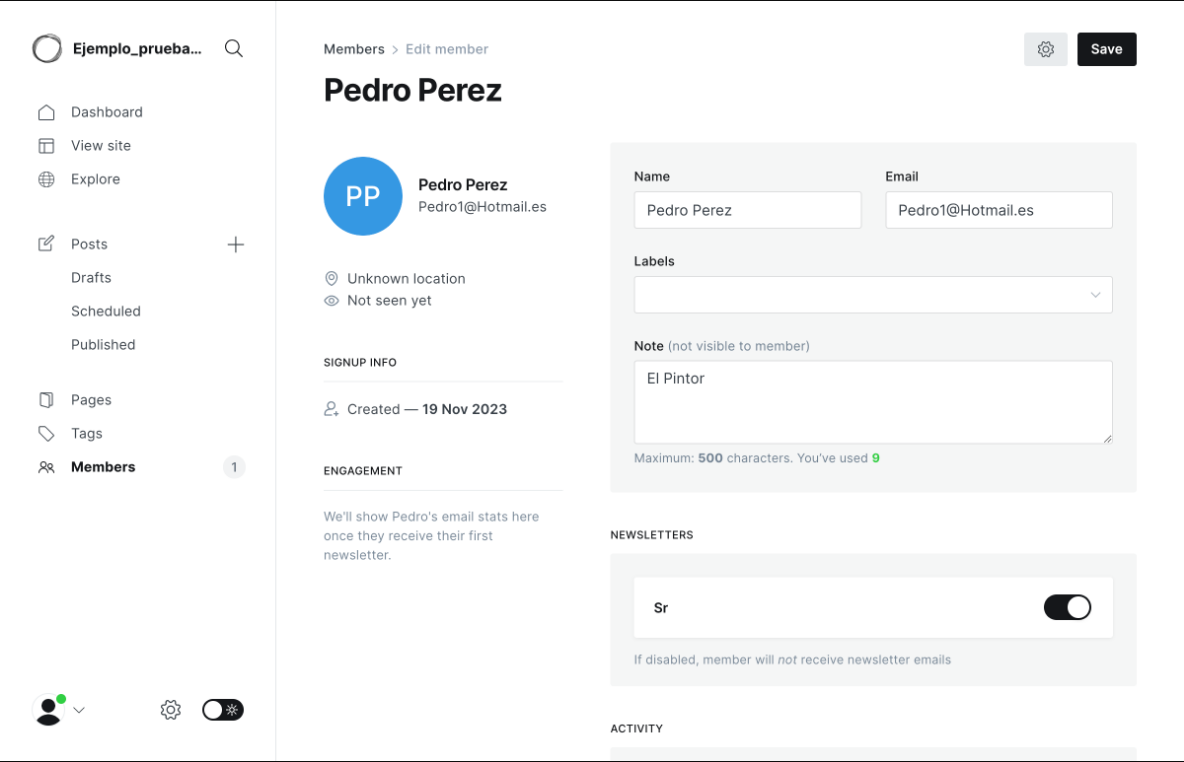 Ejemplo_prueba...
Dashboard
View site
Explore
Posts
Drafts
Scheduled
Published
Pages
Tags
Members 1
Members > Edit member
Save
Pedro Perez
PP
Pedro Perez
Pedro1@Hotmail.es
Unknown location
Not seen yet
SIGNUP INFO
Created — 19 Nov 2023
ENGAGEMENT
We'll show Pedro's email stats here
once they receive their first
newsletter.
Name Email
Pedro Perez Pedro1@Hotmail.es
Labels
Note (not visible to member)
El Pintor
Maximum: 500 characters. You've used 9
NEWSLETTERS
Sr
If disabled, member will not receive newsletter emails
ACTIVITY